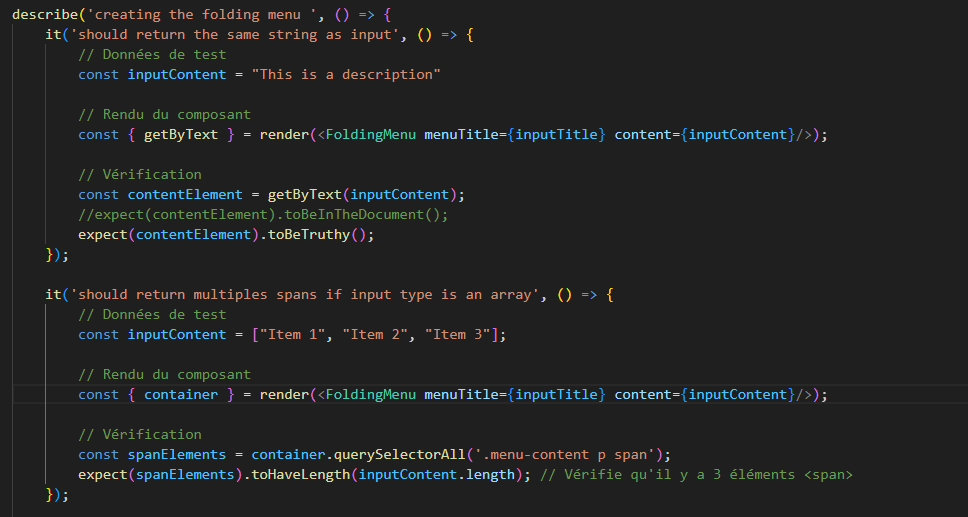 describe('creating the folding menu ', () => {
    it('should return the same string as input', () => {
        // Données de test
        const inputContent = "This is a description"

        // Rendu du composant
        const { getByText } = render(<FoldingMenu menuTitle={inputTitle} content={inputContent}/>);

        // Vérification
        const contentElement = getByText(inputContent);
        //expect(contentElement).toBeInTheDocument();
        expect(contentElement).toBeTruthy();
    });

    it('should return multiples spans if input type is an array', () => {
        // Données de test
        const inputContent = ["Item 1", "Item 2", "Item 3"];

        // Rendu du composant
        const { container } = render(<FoldingMenu menuTitle={inputTitle} content={inputContent}/>);

        // Vérification
        const spanElements = container.querySelectorAll('.menu-content p span');
        expect(spanElements).toHaveLength(inputContent.length); // Vérifie qu'il y a 3 éléments <span>
    });